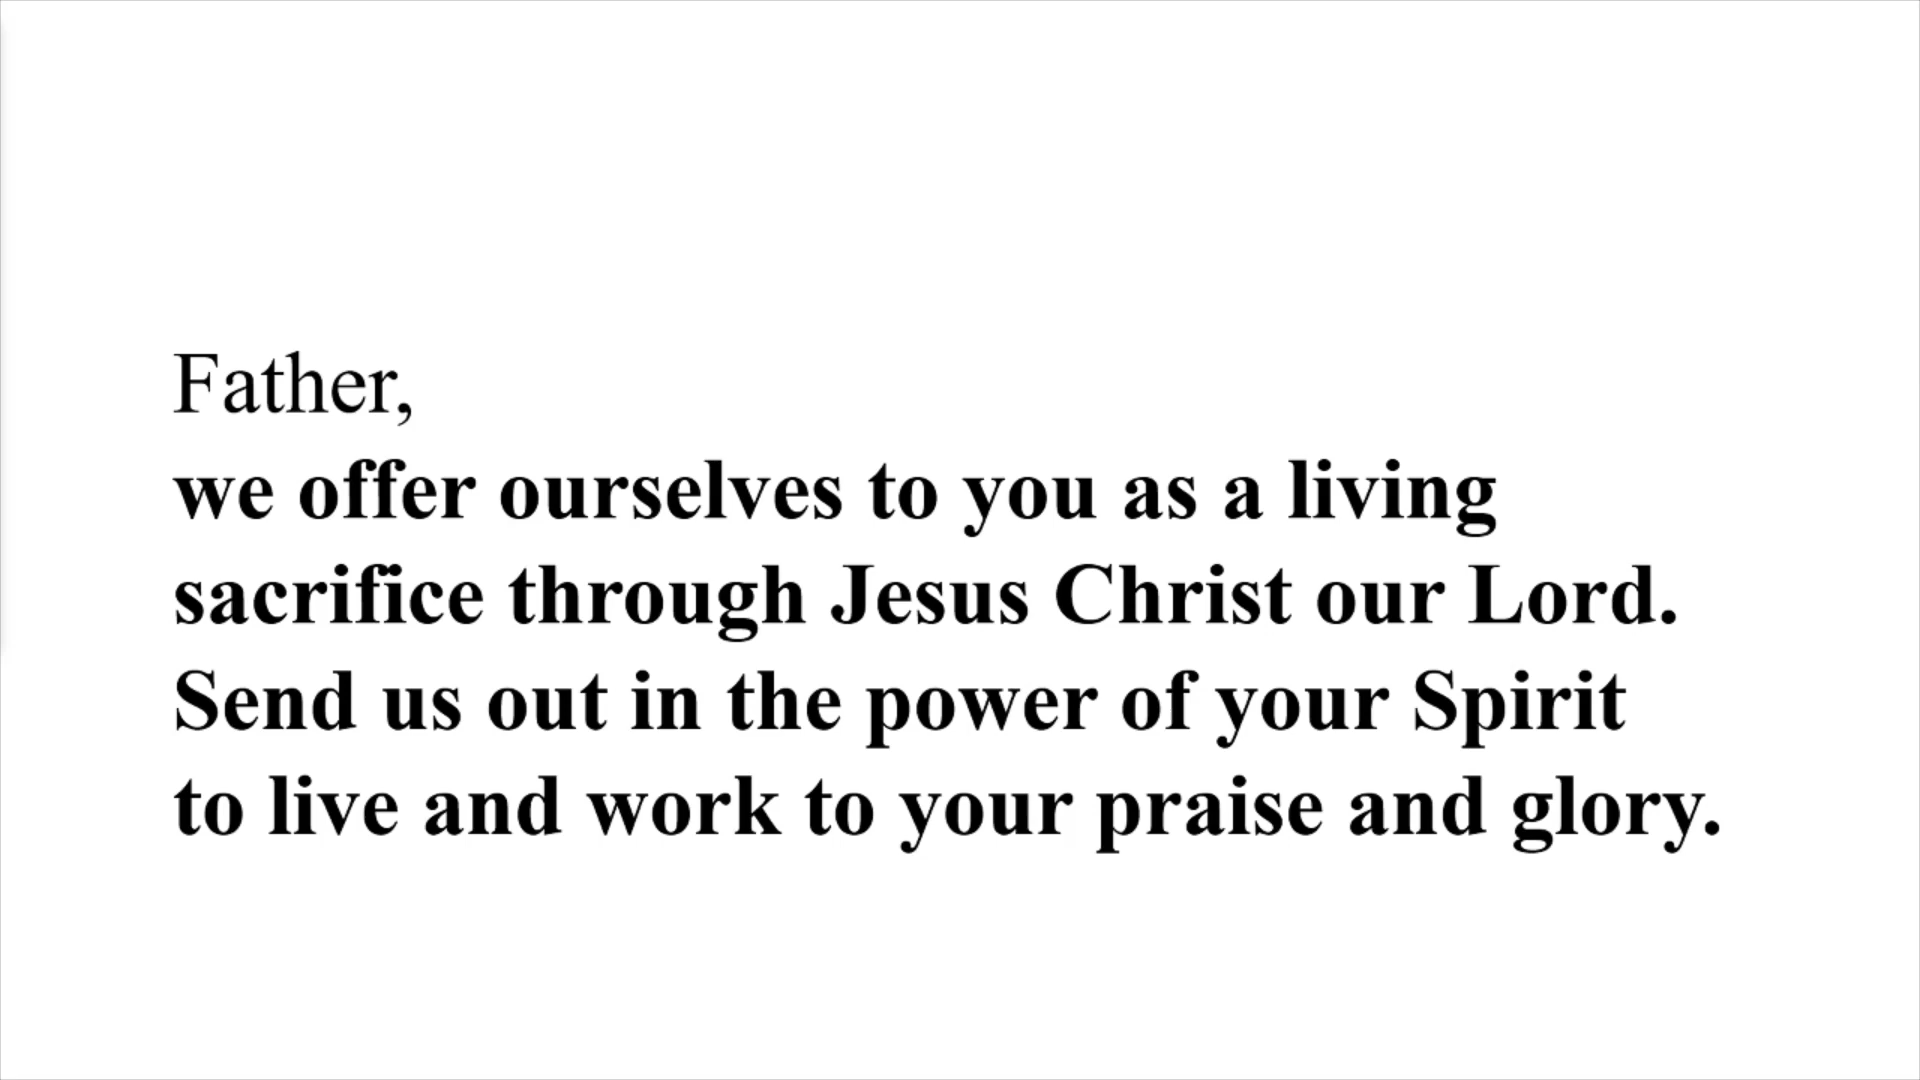 Father,
we offer ourselves to you as a living
sacrifice through Jesus Christ our Lord.
Send us out in the power of your Spirit
to live and work to your praise and glory.